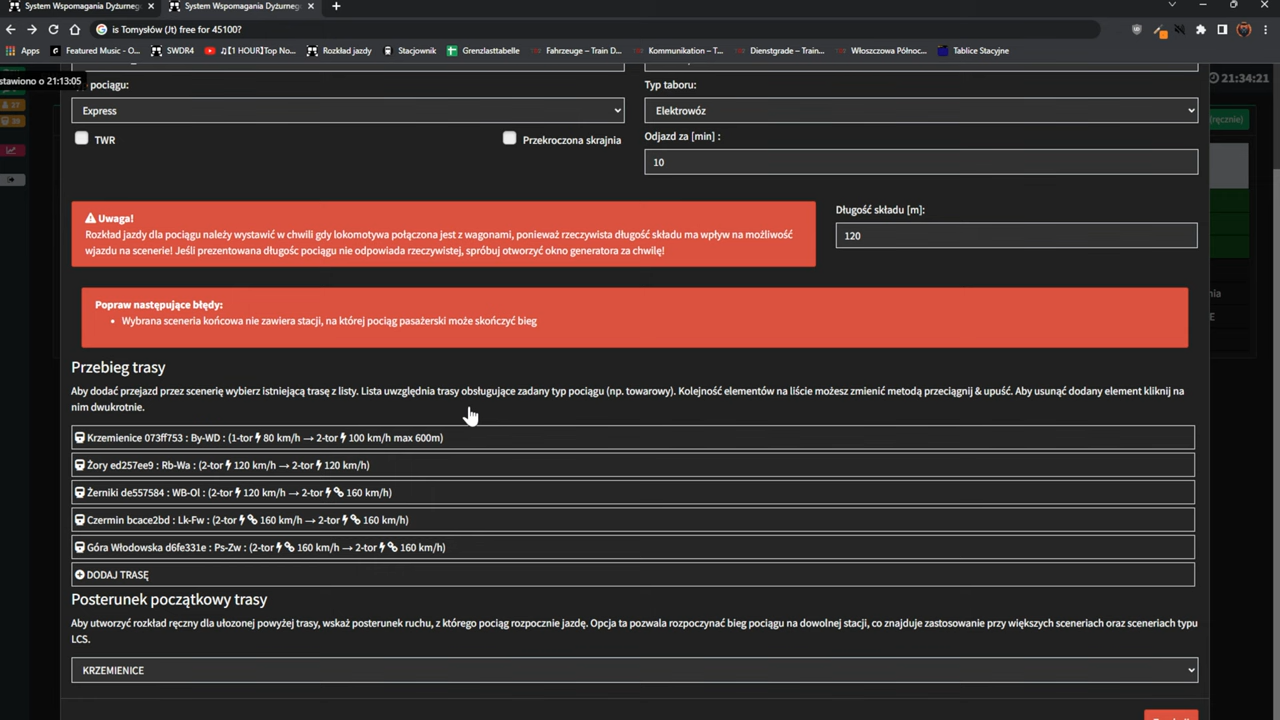 System Wspomagania Dyżurneg
System Wspomagania Dyżurneg
is Tomysłów (Jt) free for 45100?
Apps
Featured Music - O...
SWDR4
[1 HOUR]Top No...
Rozkład jazdy
Stacjownik
Grenzlasttabelle
Fahrzeuge – Train D...
Kommunikation – T...
Dienstgrade – Train...
Włoszczowa Północ...
Tablice Stacyjne
stawiono o 21:13:05
21:34:21
37
39
(ręcznie)
pociągu:
Typ taboru:
Express
Elektrowóz
TWR
Przekroczona skrajnia
Odjazd za [min] :
10
Uwaga!
Rozkład jazdy dla pociągu należy wystawić w chwili gdy lokomotywa połączona jest z wagonami, ponieważ rzeczywista długość składu ma wpływ na możliwość
wjazdu na scenerie! Jeśli prezentowana długośc pociągu nie odpowiada rzeczywistej, spróbuj otworzyć okno generatora za chwilę!
Długość składu [m]:
120
Popraw następujące błędy:
Wybrana sceneria końcowa nie zawiera stacji, na której pociąg pasażerski może skończyć bieg
Przebieg trasy
Aby dodać przejazd przez scenerię wybierz istniejącą trasę z listy. Lista uwzględnia trasy obsługujące zadany typ pociągu (np. towarowy). Kolejność elementów na liście możesz zmienić metodą przeciągnij & upuść. Aby usunąć dodany element kliknij na
nim dwukrotnie.
Krzemienice 073ff753 : By-WD : (1-tor 80 km/h → 2-tor 100 km/h max 600m)
Żory ed257ee9 : Rb-Wa : (2-tor 120 km/h → 2-tor 120 km/h)
Żerniki de557584 : WB-Ol : (2-tor 120 km/h → 2-tor 160 km/h)
Czermin bcace2bd : Lk-Fw : (2-tor 160 km/h → 2-tor 160 km/h)
Góra Włodowska d6fe331e : Ps-Zw : (2-tor 160 km/h → 2-tor 160 km/h)
DODAJ TRASĘ
Posterunek początkowy trasy
Aby utworzyć rozkład ręczny dla ułozonej powyżej trasy, wskaż posterunek ruchu, z którego pociąg rozpocznie jazdę. Opcja ta pozwala rozpoczynać bieg pociągu na dowolnej stacji, co znajduje zastosowanie przy większych sceneriach oraz sceneriach typu
LCS.
KRZEMIENICE